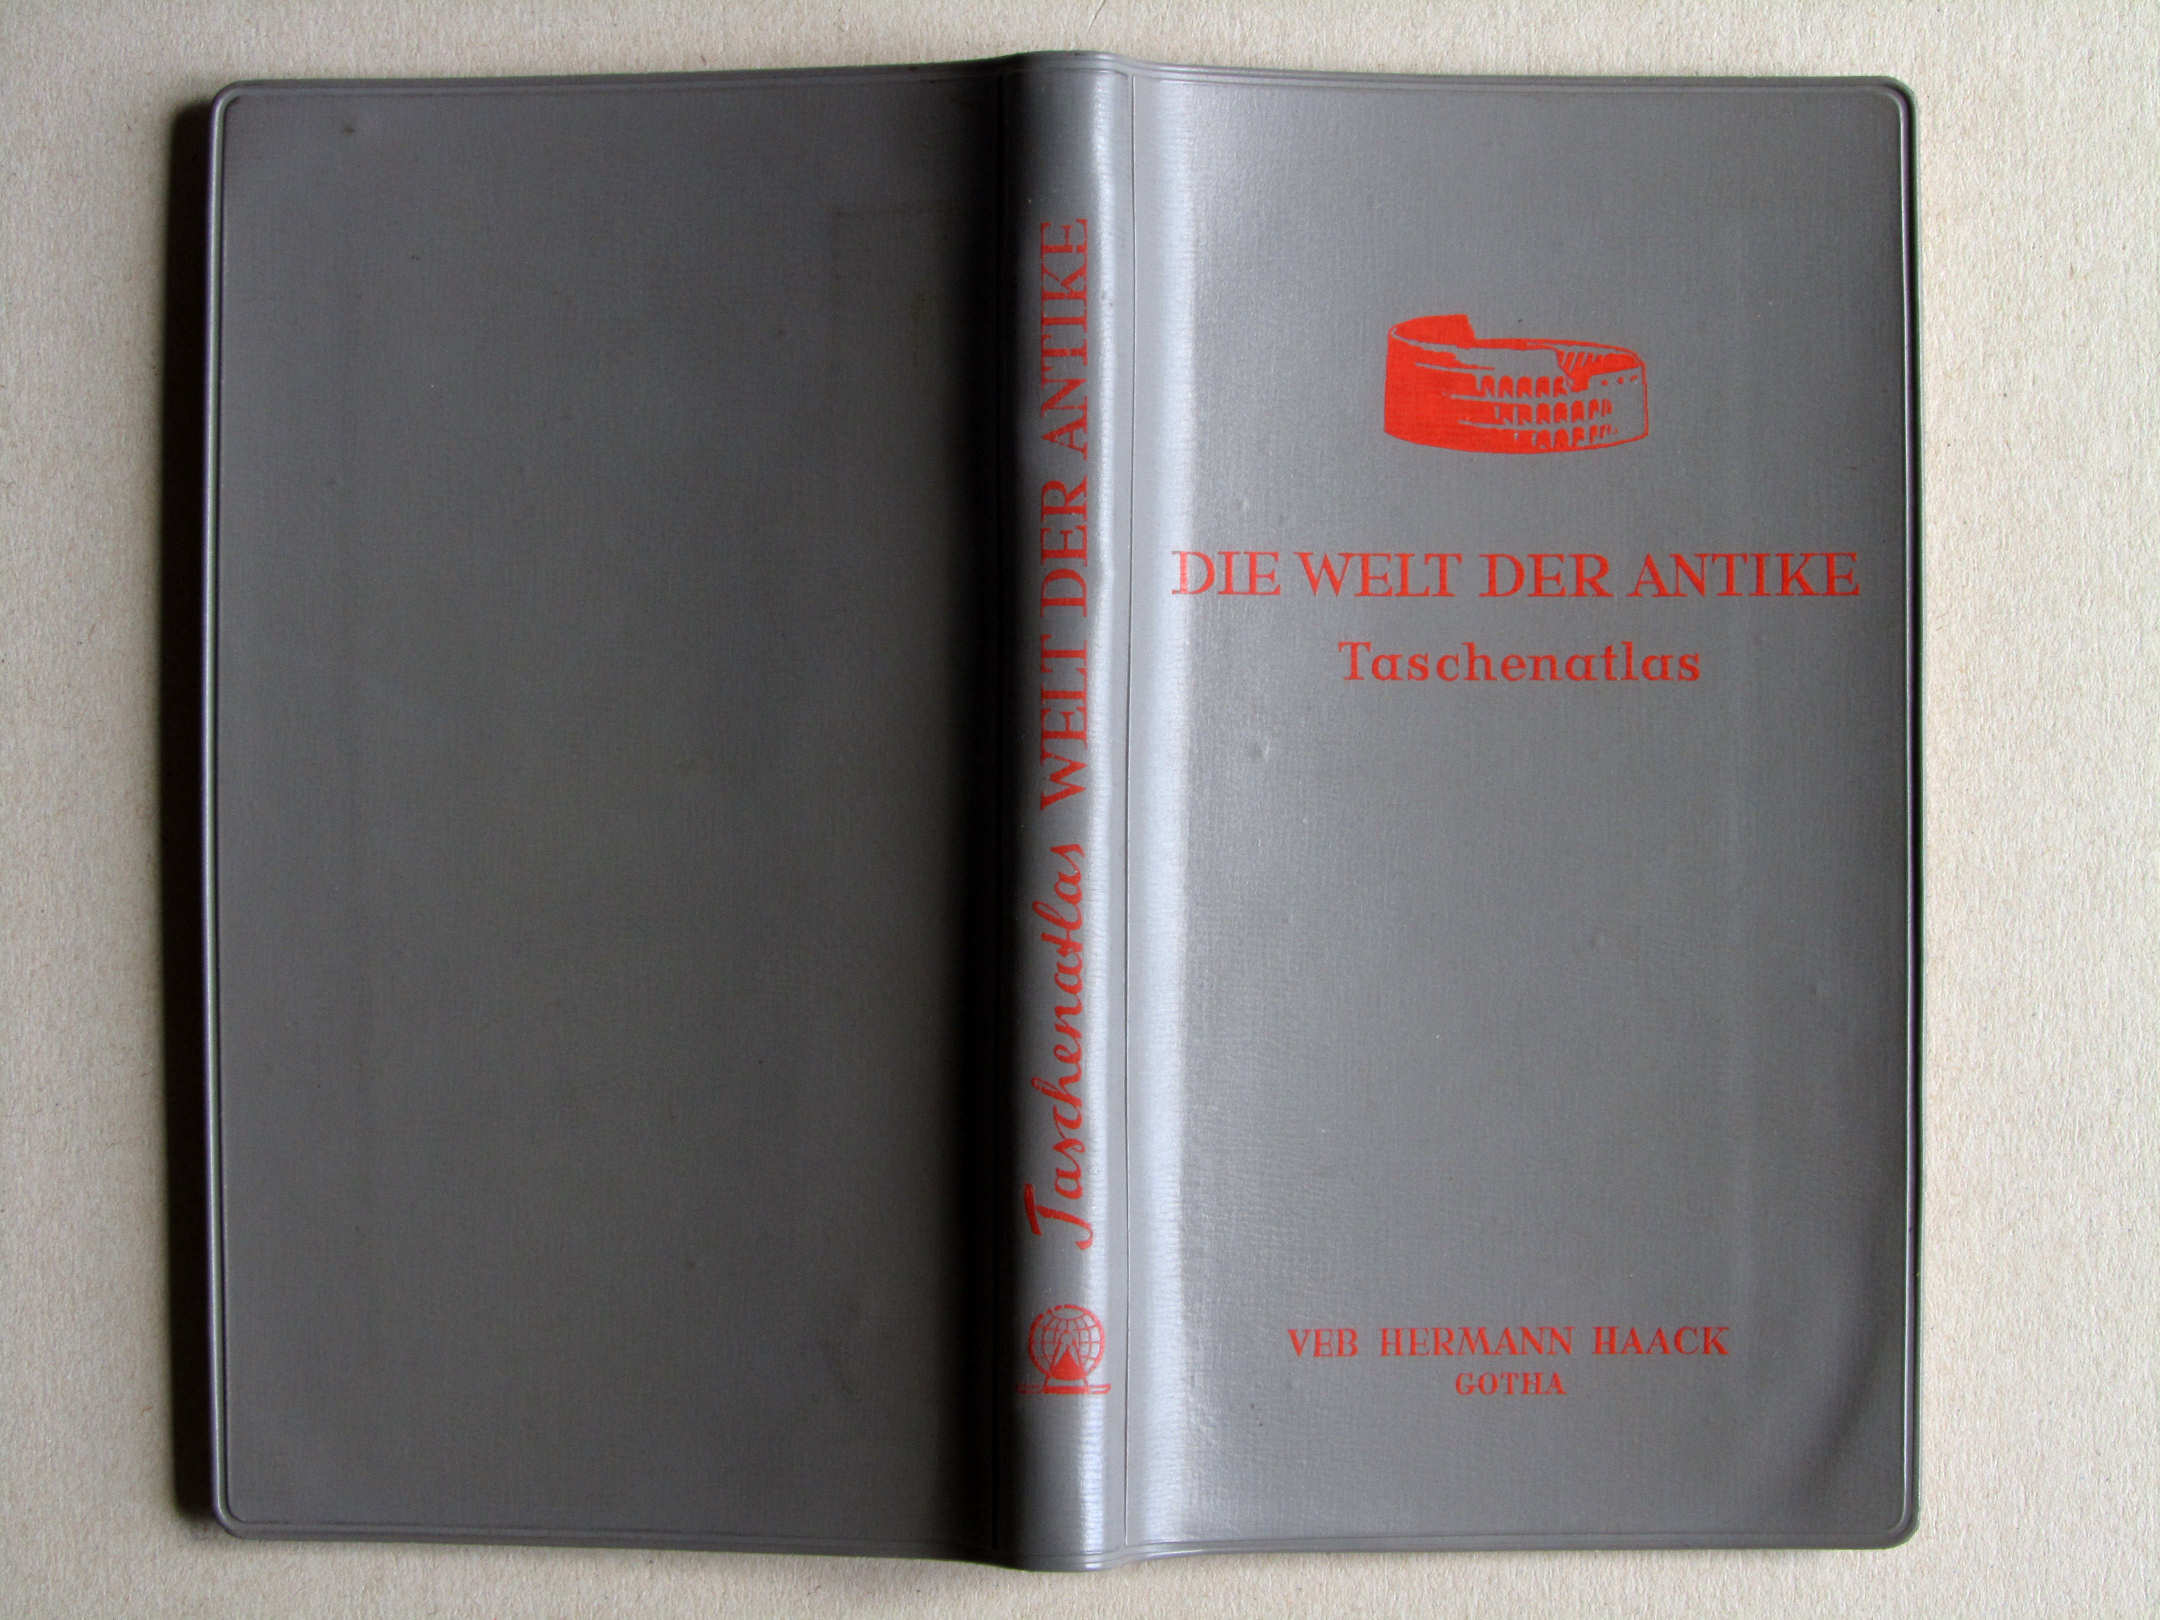 Taschenatlas WELT DER ANTIKE
DIE WELT DER ANTIKE
Taschenatlas
VEB HERMANN HAACK
GOTHA